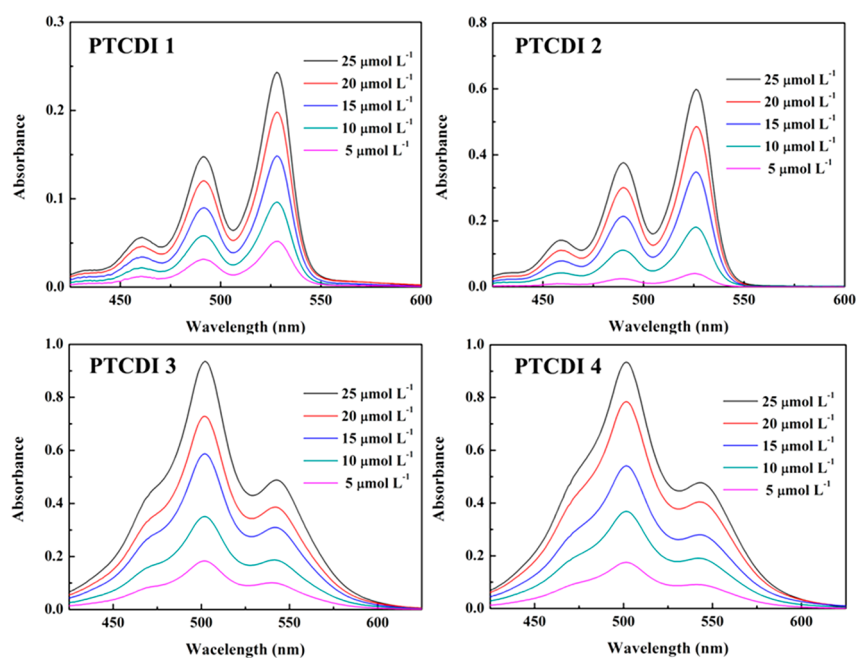 PTCDI 1
25 μmol L⁻¹
20 μmol L⁻¹
15 μmol L⁻¹
10 μmol L⁻¹
5 μmol L⁻¹
0.3
0.2
0.1
0.0
Absorbance
450 500 550 600
Wavelength (nm)
PTCDI 2
25 μmol L⁻¹
20 μmol L⁻¹
15 μmol L⁻¹
10 μmol L⁻¹
5 μmol L⁻¹
0.8
0.6
0.4
0.2
0.0
Absorbance
450 500 550 600
Wavelength (nm)
PTCDI 3
25 μmol L⁻¹
20 μmol L⁻¹
15 μmol L⁻¹
10 μmol L⁻¹
5 μmol L⁻¹
1.0
0.8
0.6
0.4
0.2
0.0
Absorbance
450 500 550 600
Wacelength (nm)
PTCDI 4
25 μmol L⁻¹
20 μmol L⁻¹
15 μmol L⁻¹
10 μmol L⁻¹
5 μmol L⁻¹
1.0
0.8
0.6
0.4
0.2
0.0
Absorbance
450 500 550 600
Wavelength (nm)